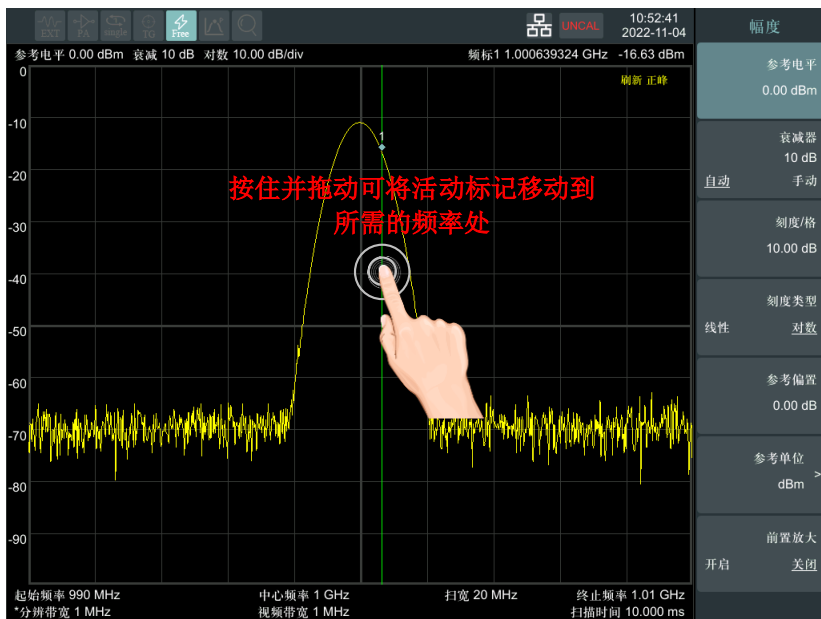 EXT PA single TG Free
UNCAL
10:52:41
2022-11-04
参考电平 0.00 dBm 衰减 10 dB 对数 10.00 dB/div
频标1 1.000639324 GHz -16.63 dBm
刷新 正峰
0
-10
-20
-30
-40
-50
-60
-70
-80
-90
1
按住并拖动可将活动标记移动到
所需的频率处
起始频率 990 MHz 中心频率 1 GHz 扫宽 20 MHz 终止频率 1.01 GHz
*分辨带宽 1 MHz 视频带宽 1 MHz 扫描时间 10.000 ms
幅度
参考电平
0.00 dBm
衰减器
10 dB
自动 手动
刻度/格
10.00 dB
刻度类型
线性 对数
参考偏置
0.00 dB
参考单位
dBm >
前置放大
开启 关闭